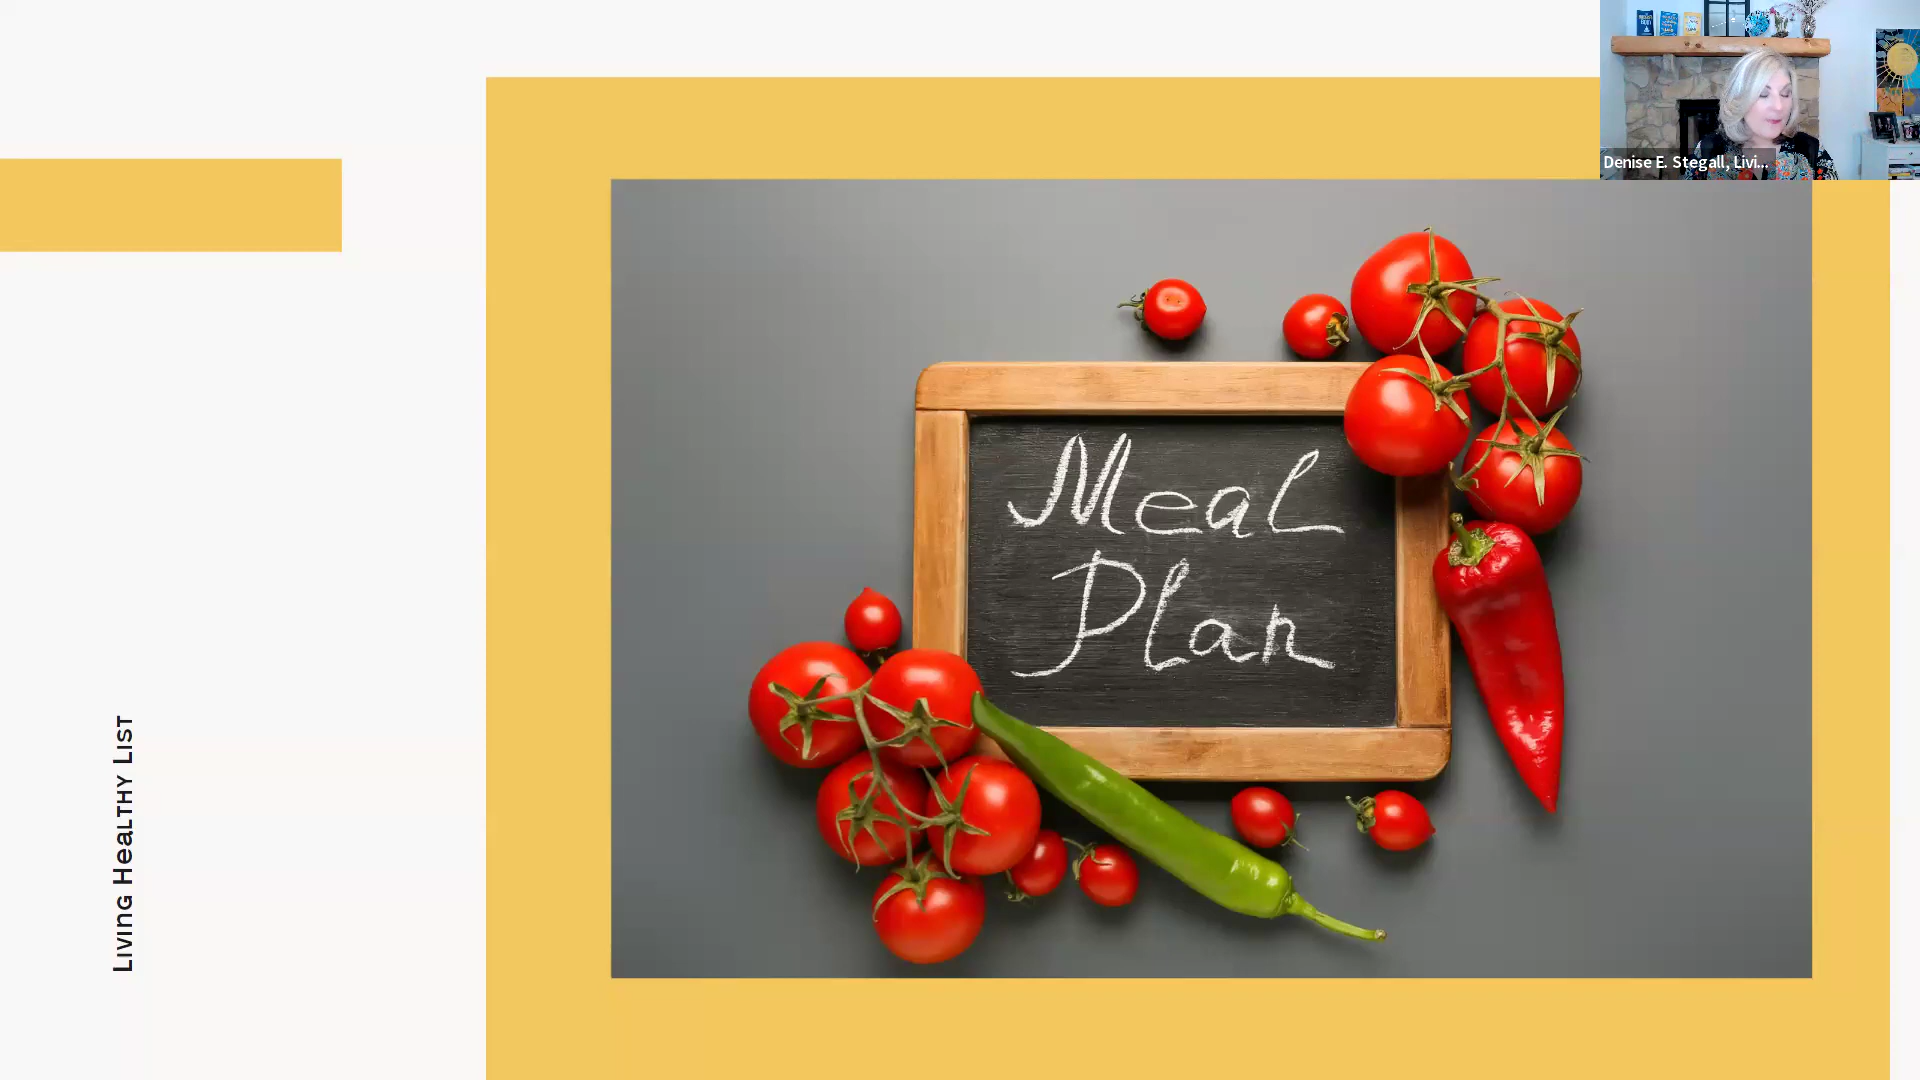 Denise E. Stegall, Livi...
Meal
Plan
Living Healthy List